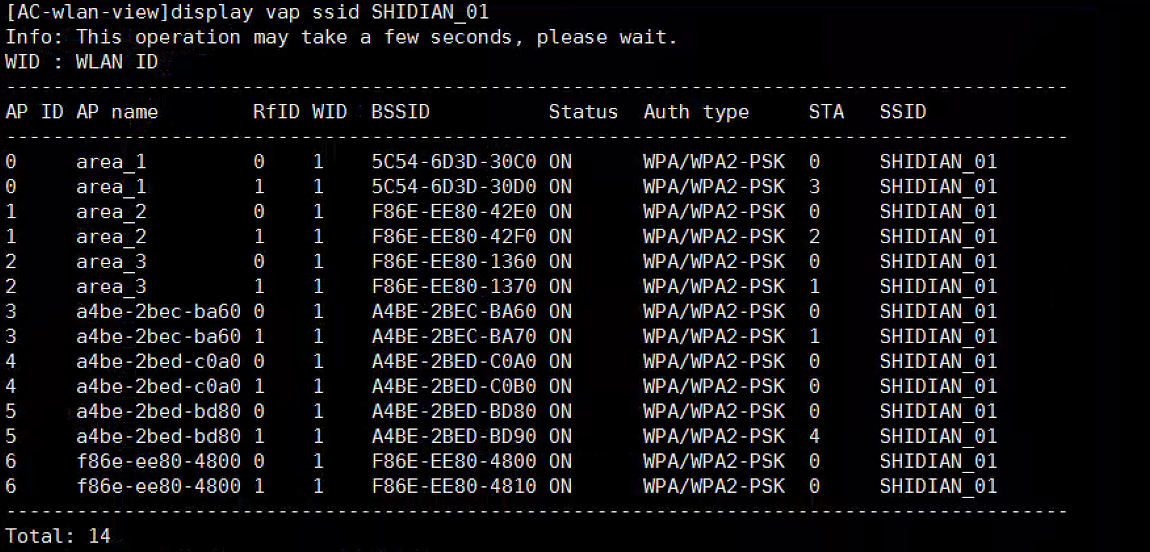 [AC-wlan-view]display vap ssid SHIDIAN_01
Info: This operation may take a few seconds, please wait.
WID : WLAN ID
------------------------------------------------------------------------------------------
AP ID AP name        RfID WID  BSSID          Status  Auth type     STA   SSID
------------------------------------------------------------------------------------------
0     area_1         0    1    5C54-6D3D-30C0 ON      WPA/WPA2-PSK  0     SHIDIAN_01
0     area_1         1    1    5C54-6D3D-30D0 ON      WPA/WPA2-PSK  3     SHIDIAN_01
1     area_2         0    1    F86E-EE80-42E0 ON      WPA/WPA2-PSK  0     SHIDIAN_01
1     area_2         1    1    F86E-EE80-42F0 ON      WPA/WPA2-PSK  2     SHIDIAN_01
2     area_3         0    1    F86E-EE80-1360 ON      WPA/WPA2-PSK  0     SHIDIAN_01
2     area_3         1    1    F86E-EE80-1370 ON      WPA/WPA2-PSK  1     SHIDIAN_01
3     a4be-2bec-ba60 0    1    A4BE-2BEC-BA60 ON      WPA/WPA2-PSK  0     SHIDIAN_01
3     a4be-2bec-ba60 1    1    A4BE-2BEC-BA70 ON      WPA/WPA2-PSK  1     SHIDIAN_01
4     a4be-2bed-c0a0 0    1    A4BE-2BED-C0A0 ON      WPA/WPA2-PSK  0     SHIDIAN_01
4     a4be-2bed-c0a0 1    1    A4BE-2BED-C0B0 ON      WPA/WPA2-PSK  0     SHIDIAN_01
5     a4be-2bed-bd80 0    1    A4BE-2BED-BD80 ON      WPA/WPA2-PSK  0     SHIDIAN_01
5     a4be-2bed-bd80 1    1    A4BE-2BED-BD90 ON      WPA/WPA2-PSK  4     SHIDIAN_01
6     f86e-ee80-4800 0    1    F86E-EE80-4800 ON      WPA/WPA2-PSK  0     SHIDIAN_01
6     f86e-ee80-4800 1    1    F86E-EE80-4810 ON      WPA/WPA2-PSK  0     SHIDIAN_01
------------------------------------------------------------------------------------------
Total: 14